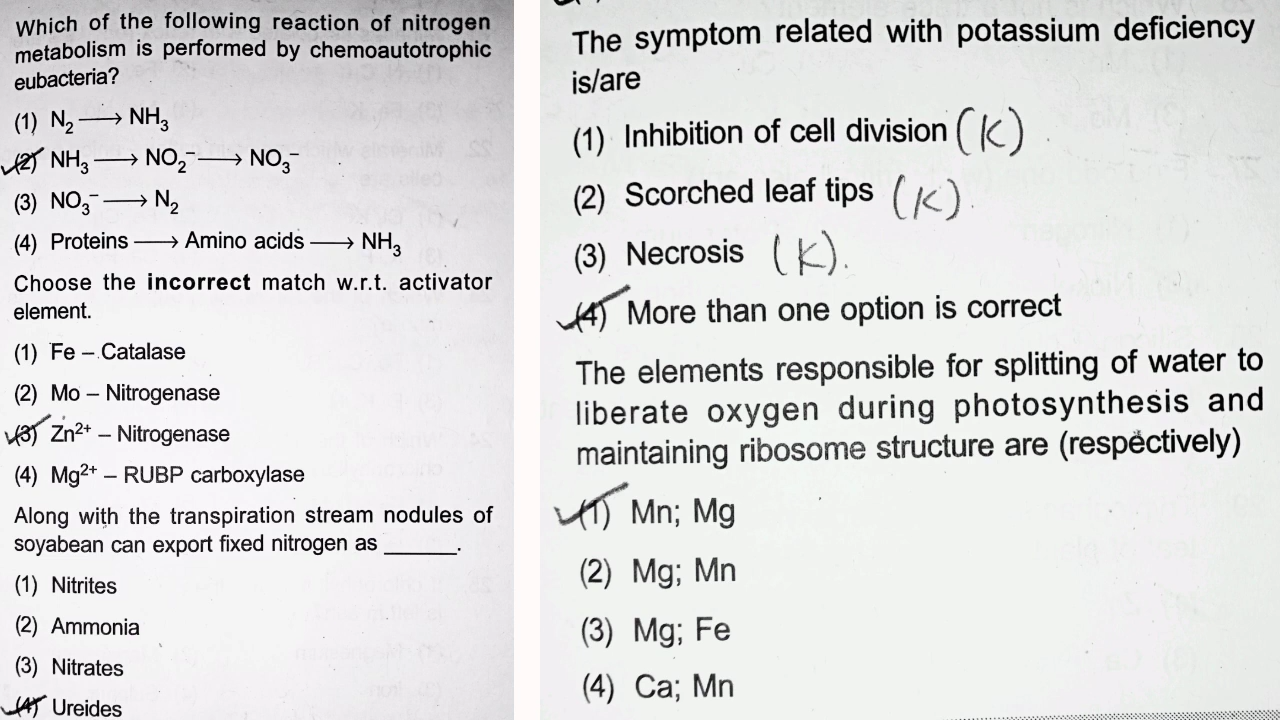 Which of the following reaction of nitrogen
metabolism is performed by chemoautotrophic
eubacteria?
(1) N₂ ⟶ NH₃
(2) NH₃ ⟶ NO₂⁻ ⟶ NO₃⁻
(3) NO₃⁻ ⟶ N₂
(4) Proteins ⟶ Amino acids ⟶ NH₃
Choose the incorrect match w.r.t. activator
element.
(1) Fe – Catalase
(2) Mo – Nitrogenase
(3) Zn²⁺ – Nitrogenase
(4) Mg²⁺ – RUBP carboxylase
Along with the transpiration stream nodules of
soyabean can export fixed nitrogen as ______.
(1) Nitrites
(2) Ammonia
(3) Nitrates
(4) Ureides
The symptom related with potassium deficiency
is/are
(1) Inhibition of cell division (K)
(2) Scorched leaf tips (K)
(3) Necrosis (K).
(4) More than one option is correct
The elements responsible for splitting of water to
liberate oxygen during photosynthesis and
maintaining ribosome structure are (respectively)
(1) Mn; Mg
(2) Mg; Mn
(3) Mg; Fe
(4) Ca; Mn